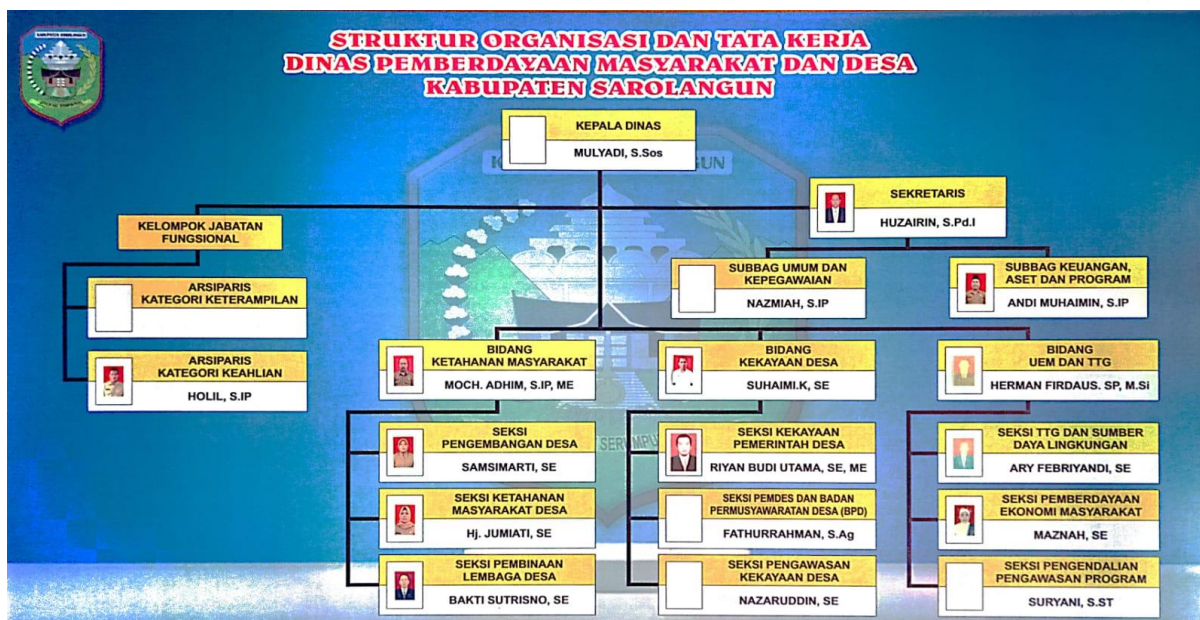 KABUPATEN SAROLANGUN
STRUKTUR ORGANISASI DAN TATA KERJA
DINAS PEMBERDAYAAN MASYARAKAT DAN DESA
KABUPATEN SAROLANGUN
KEPALA DINAS
MULYADI, S.Sos
SEKRETARIS
HUZAIRIN, S.Pd.I
KELOMPOK JABATAN
FUNGSIONAL
ARSIPARIS
KATEGORI KETERAMPILAN
ARSIPARIS
KATEGORI KEAHLIAN
HOLIL, S.IP
SUBBAG UMUM DAN
KEPEGAWAIAN
NAZMIAH, S.IP
SUBBAG KEUANGAN,
ASET DAN PROGRAM
ANDI MUHAIMIN, S.IP
BIDANG
KETAHANAN MASYARAKAT
MOCH. ADHIM, S.IP, ME
BIDANG
KEKAYAAN DESA
SUHAIMI.K, SE
BIDANG
UEM DAN TTG
HERMAN FIRDAUS. SP, M.Si
SEKSI
PENGEMBANGAN DESA
SAMSIMARTI, SE
SEKSI KEKAYAAN
PEMERINTAH DESA
RIYAN BUDI UTAMA, SE, ME
SEKSI TTG DAN SUMBER
DAYA LINGKUNGAN
ARY FEBRIYANDI, SE
SEKSI KETAHANAN
MASYARAKAT DESA
Hj. JUMIATI, SE
SEKSI PEMDES DAN BADAN
PERMUSYAWARATAN DESA (BPD)
FATHURRAHMAN, S.Ag
SEKSI PEMBERDAYAAN
EKONOMI MASYARAKAT
MAZNAH, SE
SEKSI PEMBINAAN
LEMBAGA DESA
BAKTI SUTRISNO, SE
SEKSI PENGAWASAN
KEKAYAAN DESA
NAZARUDDIN, SE
SEKSI PENGENDALIAN
PENGAWASAN PROGRAM
SURYANI, S.ST